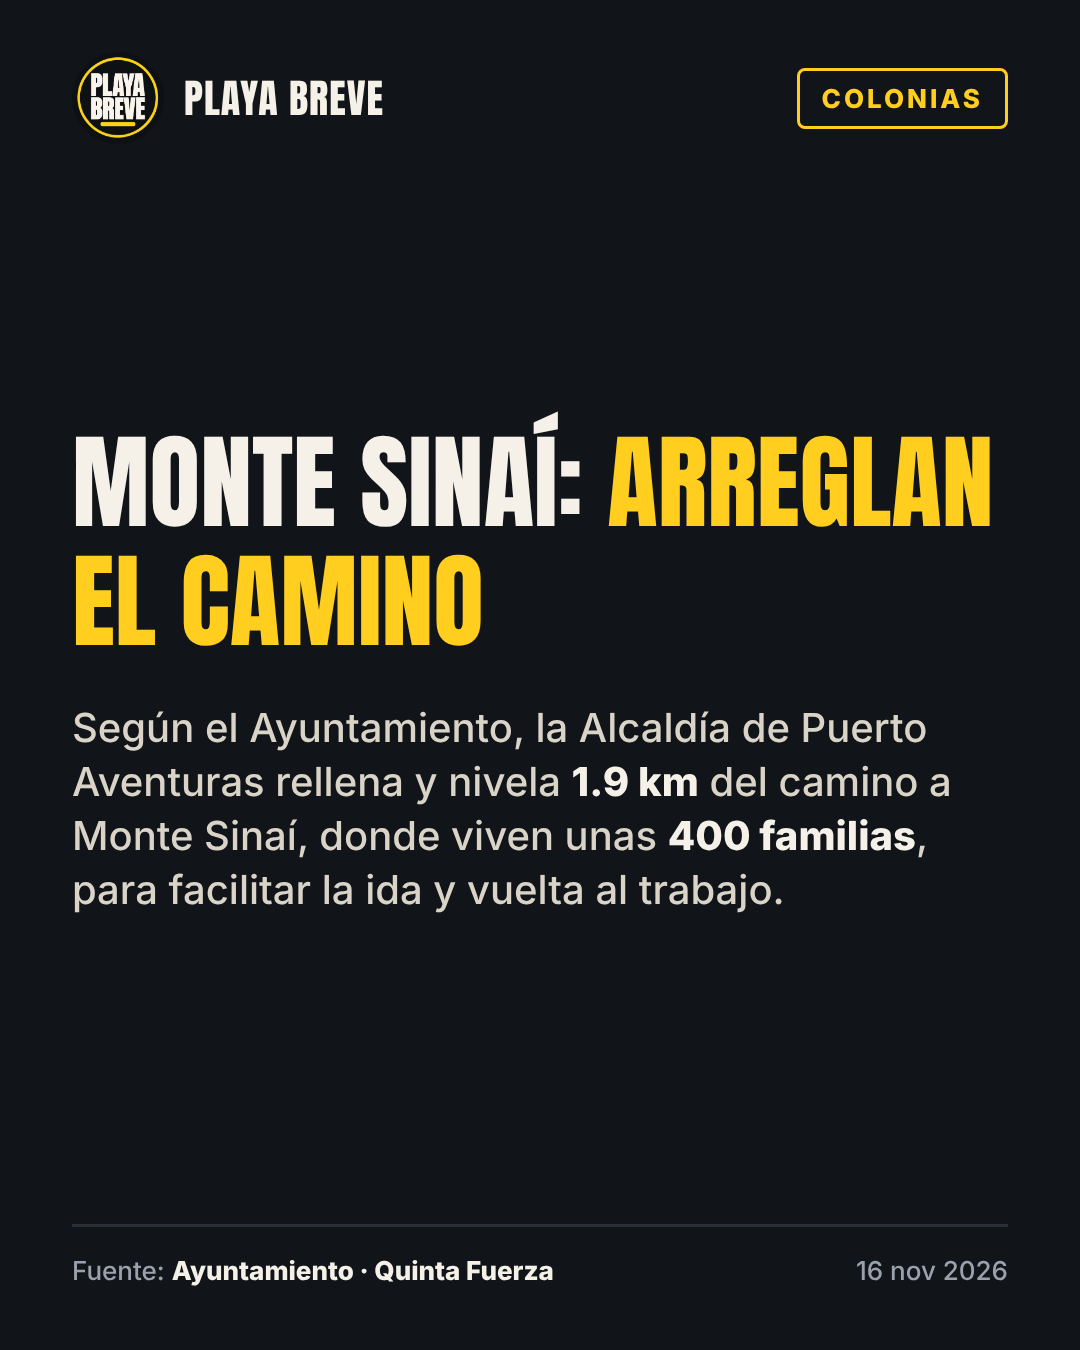 PLAYA
BREVE
PLAYA BREVE
COLONIAS
MONTE SINAÍ: ARREGLAN
EL CAMINO
Según el Ayuntamiento, la Alcaldía de Puerto
Aventuras rellena y nivela 1.9 km del camino a
Monte Sinaí, donde viven unas 400 familias,
para facilitar la ida y vuelta al trabajo.
Fuente: Ayuntamiento · Quinta Fuerza
16 nov 2026